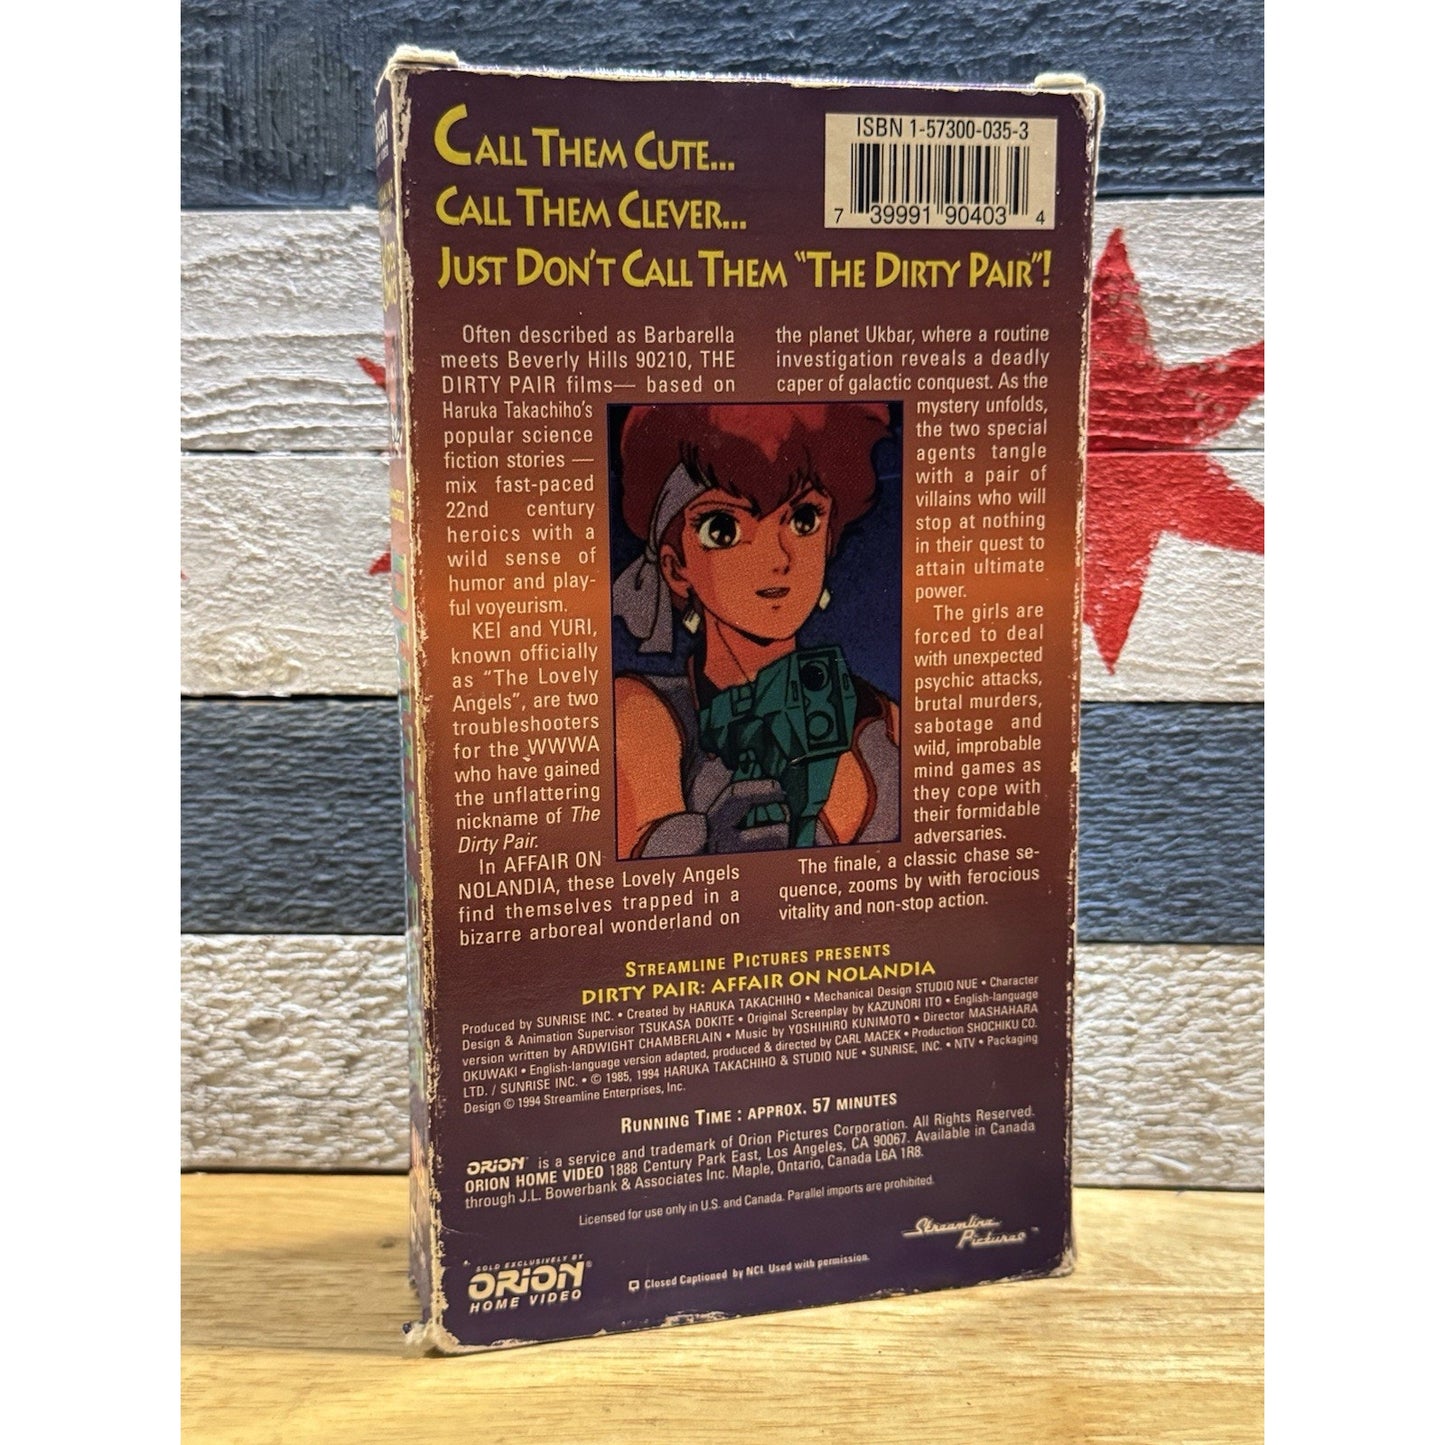 CALL THEM CUTE...
CALL THEM CLEVER...
JUST DON'T CALL THEM "THE DIRTY PAIR"!
ISBN 1-57300-035-3
7 39991 90403 4
Often described as Barbarella
meets Beverly Hills 90210, THE
DIRTY PAIR films— based on
Haruka Takachiho's
popular science
fiction stories —
mix fast-paced
22nd century
heroics with a
wild sense of
humor and play-
ful voyeurism.
KEI and YURI,
known officially
as "The Lovely
Angels", are two
troubleshooters
for the WWWA
who have gained
the unflattering
nickname of The
Dirty Pair.
In AFFAIR ON
NOLANDIA, these Lovely Angels
find themselves trapped in a
bizarre arboreal wonderland on
the planet Ukbar, where a routine
investigation reveals a deadly
caper of galactic conquest. As the
mystery unfolds,
the two special
agents tangle
with a pair of
villains who will
stop at nothing
in their quest to
attain ultimate
power.
The girls are
forced to deal
with unexpected
psychic attacks,
brutal murders,
sabotage and
wild, improbable
mind games as
they cope with
their formidable
adversaries.
The finale, a classic chase se-
quence, zooms by with ferocious
vitality and non-stop action.
STREAMLINE PICTURES PRESENTS
DIRTY PAIR: AFFAIR ON NOLANDIA
Produced by SUNRISE INC. • Created by HARUKA TAKACHIHO • Mechanical Design STUDIO NUE • Character
Design & Animation Supervisor TSUKASA DOKITE • Original Screenplay by KAZUNORI ITO • English-language
version written by ARDWIGHT CHAMBERLAIN • Music by YOSHIHIRO KUNIMOTO • Director MASHAHARA
OKUWAKI • English-language version adapted, produced & directed by CARL MACEK • Production SHOCHIKU CO.
LTD. / SUNRISE INC. • © 1985, 1994 HARUKA TAKACHIHO & STUDIO NUE • SUNRISE, INC. • NTV • Packaging
Design © 1994 Streamline Enterprises, Inc.
RUNNING TIME : APPROX. 57 MINUTES
ORION is a service and trademark of Orion Pictures Corporation. All Rights Reserved.
ORION HOME VIDEO 1888 Century Park East, Los Angeles, CA 90067. Available in Canada
through J.L. Bowerbank & Associates Inc. Maple, Ontario, Canada L6A 1R8.
Licensed for use only in U.S. and Canada. Parallel imports are prohibited.
Streamline
Pictures™
SOLD EXCLUSIVELY BY
ORION®
HOME VIDEO
Closed Captioned by NCI. Used with permission.